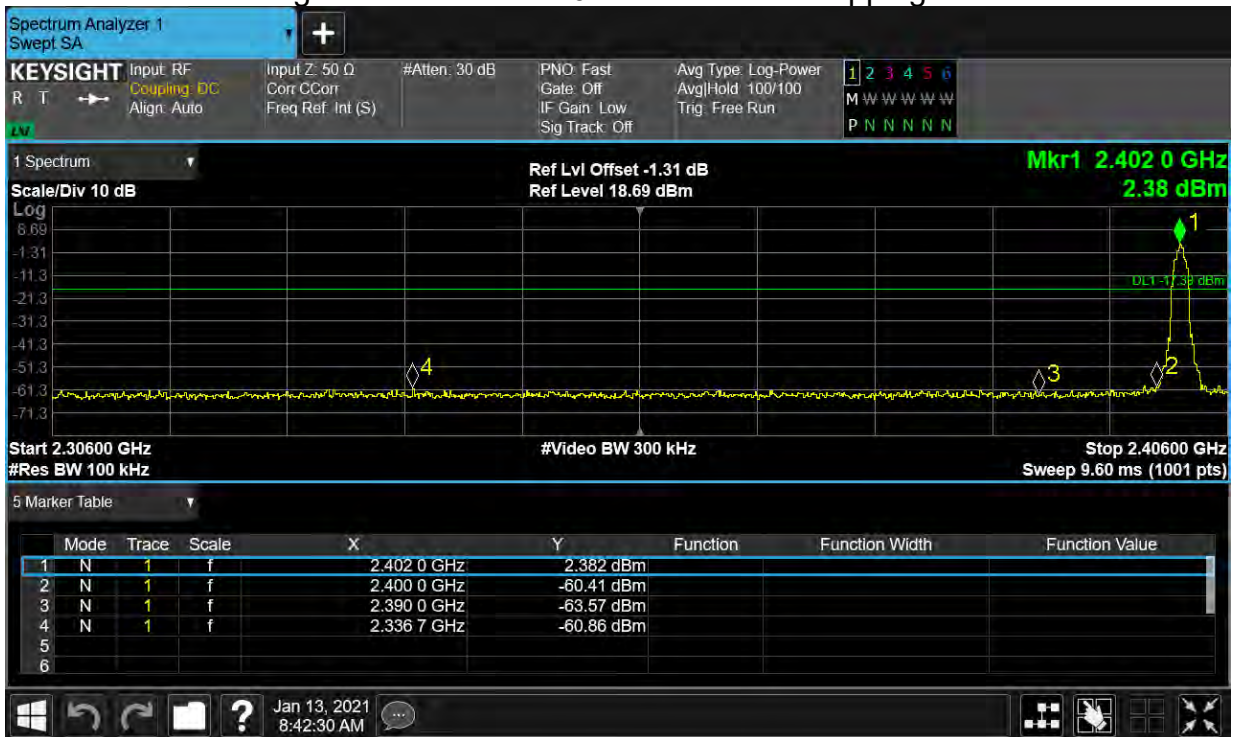 Spectrum Analyzer 1
Swept SA
+
KEYSIGHT Input: RF Input Z: 50 Ω #Atten: 30 dB PNO: Fast Avg Type: Log-Power 1 2 3 4 5 6
R T Coupling: DC Corr CCorr Gate: Off Avg|Hold: 100/100 M W W W W W
Align: Auto Freq Ref: Int (S) IF Gain: Low Trig: Free Run
LXI Sig Track: Off P N N N N N
1 Spectrum Ref Lvl Offset -1.31 dB Mkr1 2.402 0 GHz
Scale/Div 10 dB Ref Level 18.69 dBm 2.38 dBm
Log
8.69 1
-1.31
-11.3
DL1 -17.39 dBm
-21.3
-31.3
-41.3
-51.3
4 3 2
-61.3
-71.3
Start 2.30600 GHz #Video BW 300 kHz Stop 2.40600 GHz
#Res BW 100 kHz Sweep 9.60 ms (1001 pts)
5 Marker Table
Mode Trace Scale X Y Function Function Width Function Value
1 N 1 f 2.402 0 GHz 2.382 dBm
2 N 1 f 2.400 0 GHz -60.41 dBm
3 N 1 f 2.390 0 GHz -63.57 dBm
4 N 1 f 2.336 7 GHz -60.86 dBm
5
6
? Jan 13, 2021
8:42:30 AM